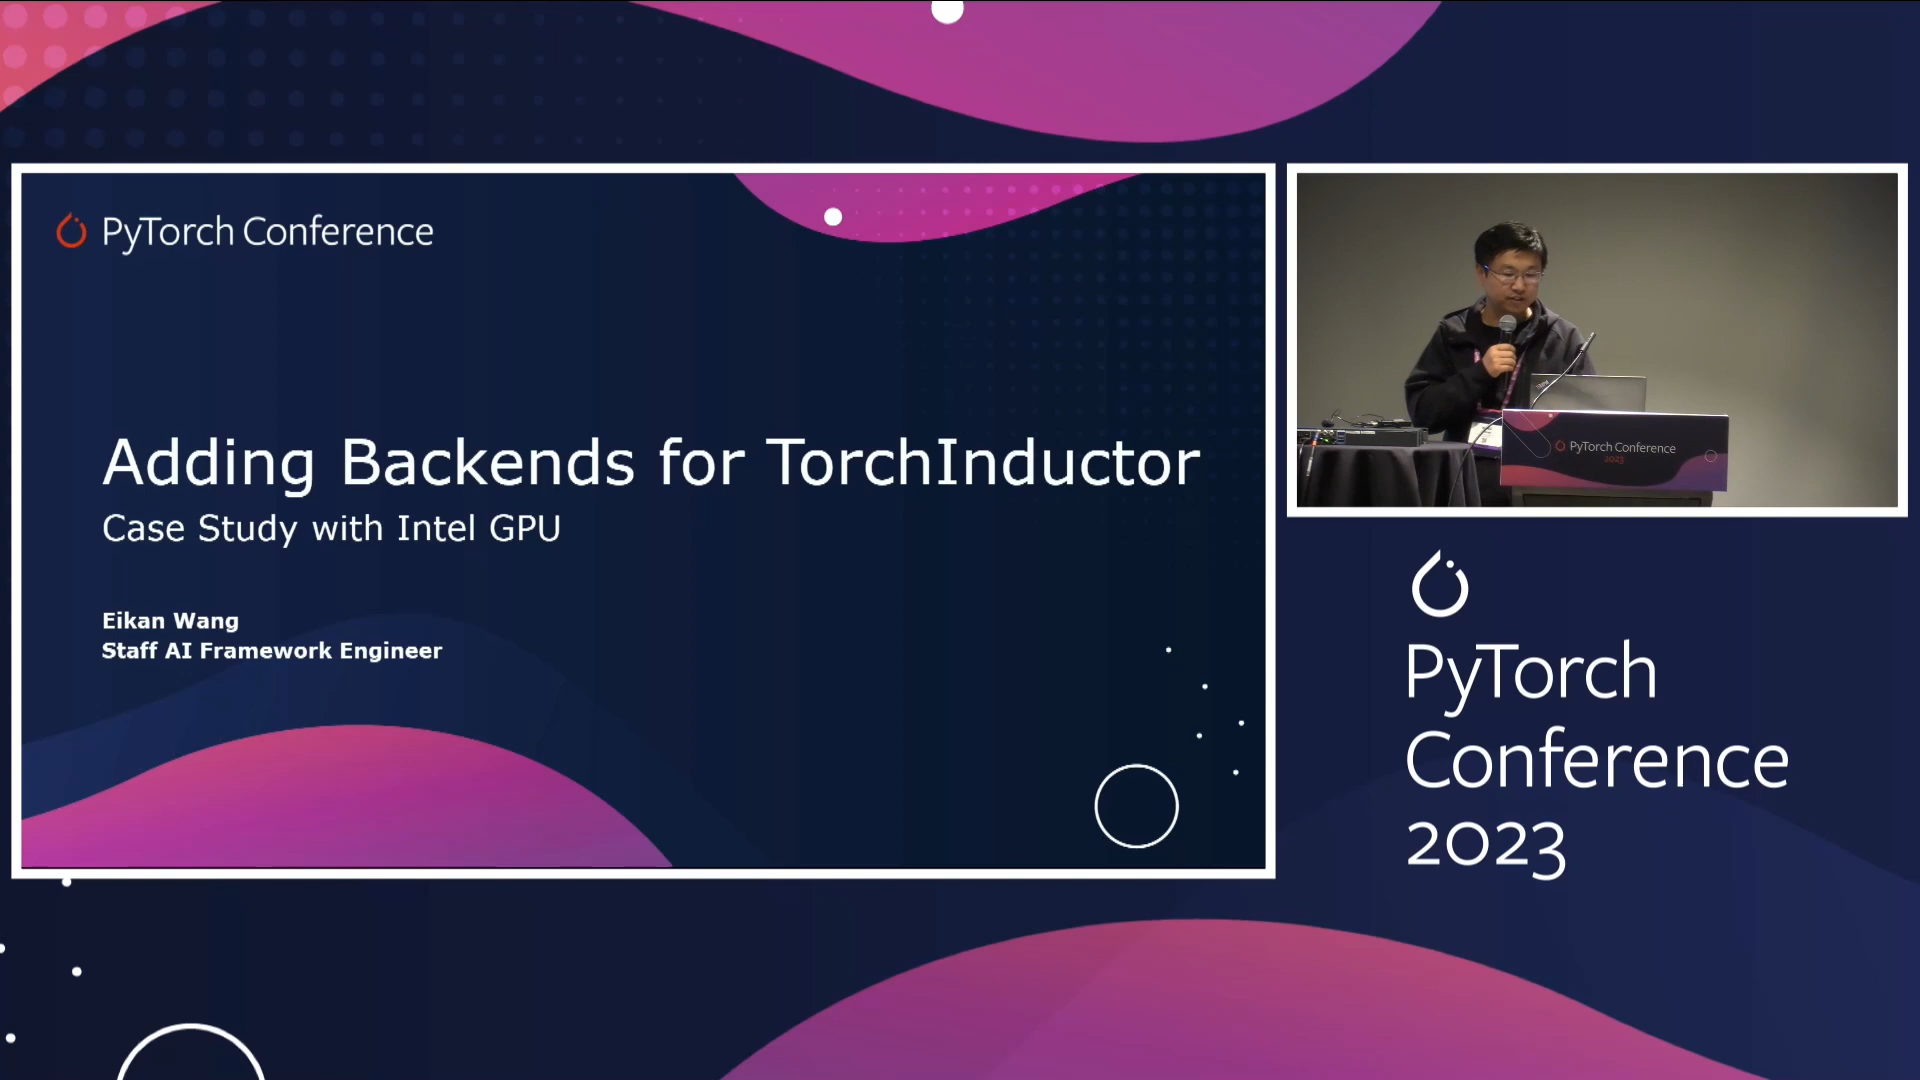 PyTorch Conference
Adding Backends for TorchInductor
Case Study with Intel GPU
Eikan Wang
Staff AI Framework Engineer
PyTorch Conference
2023
PyTorch
Conference
2023